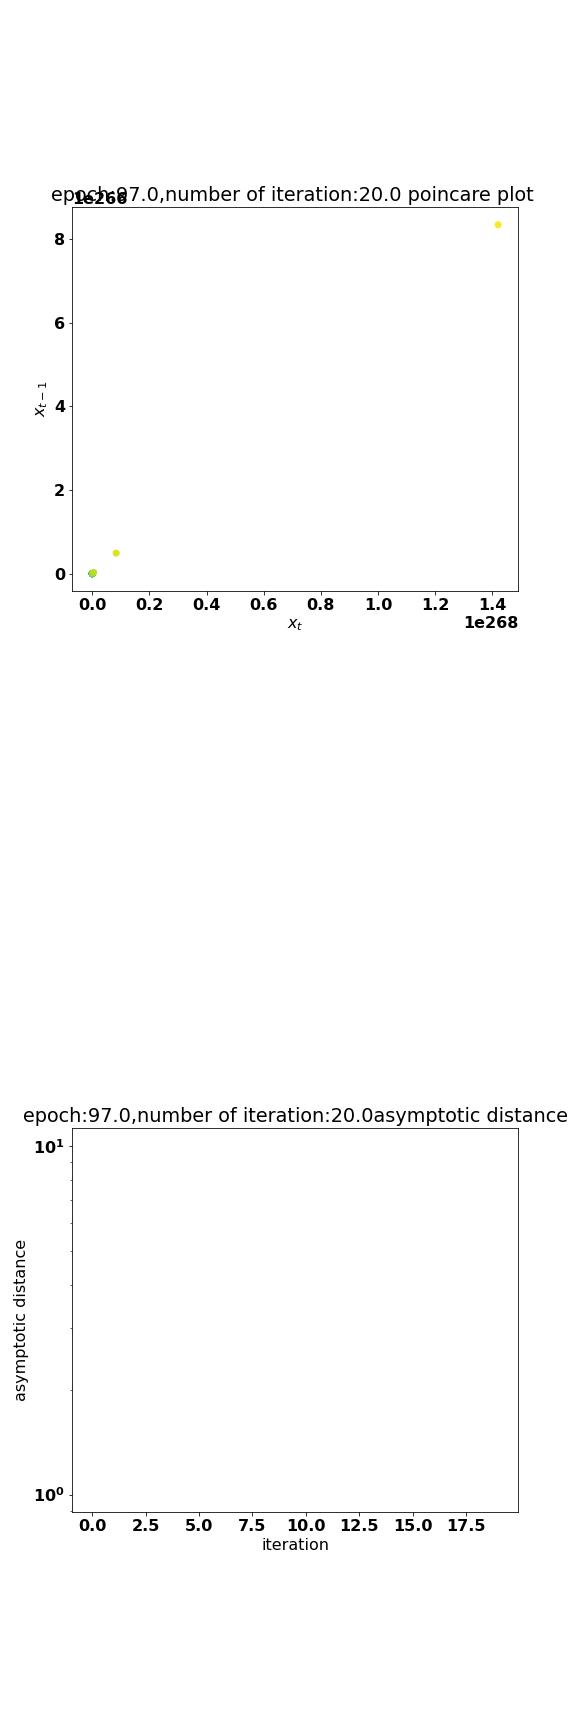 epoch:97.0,number of iteration:20.0 poincare plot
1e266
8
6
4
2
0
x_{t-1}
0.0 0.2 0.4 0.6 0.8 1.0 1.2 1.4
x_t
1e268
epoch:97.0,number of iteration:20.0asymptotic distance
10^1
10^0
asymptotic distance
0.0 2.5 5.0 7.5 10.0 12.5 15.0 17.5
iteration